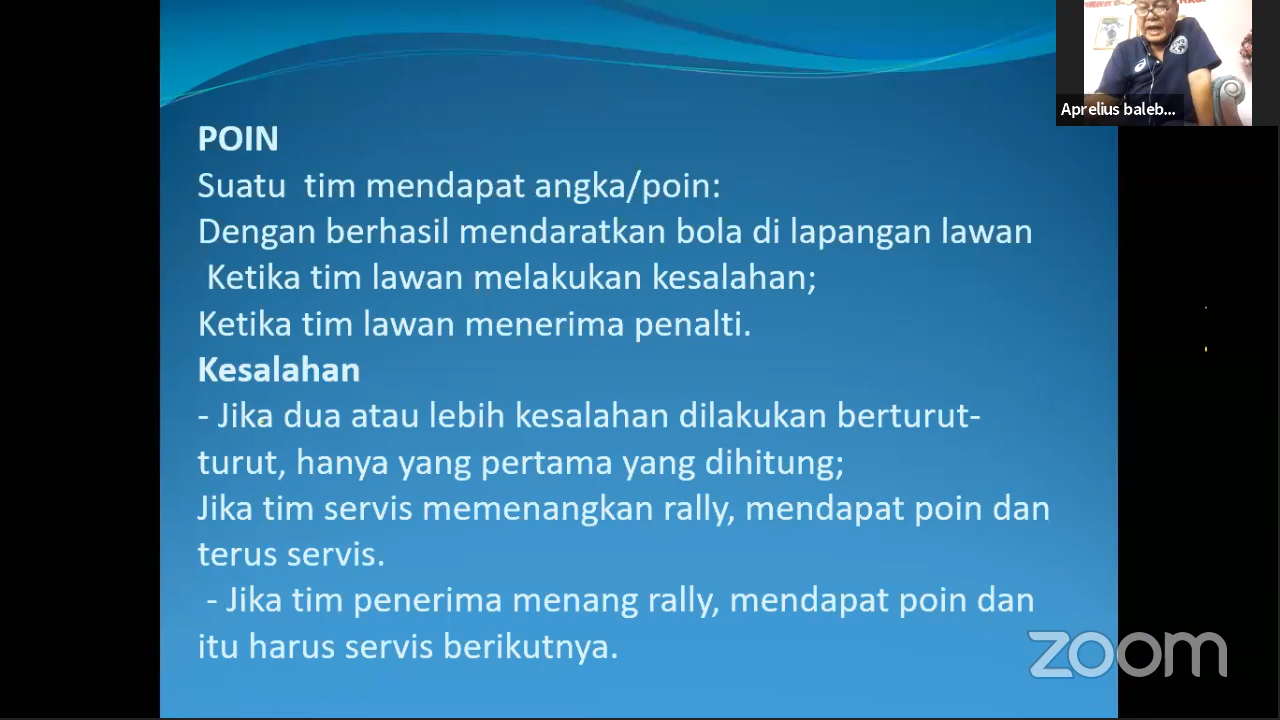 POIN
Suatu tim mendapat angka/poin:
Dengan berhasil mendaratkan bola di lapangan lawan
Ketika tim lawan melakukan kesalahan;
Ketika tim lawan menerima penalti.
Kesalahan
- Jika dua atau lebih kesalahan dilakukan berturut-
turut, hanya yang pertama yang dihitung;
Jika tim servis memenangkan rally, mendapat poin dan
terus servis.
- Jika tim penerima menang rally, mendapat poin dan
itu harus servis berikutnya.
Aprelius baleb...
zoom